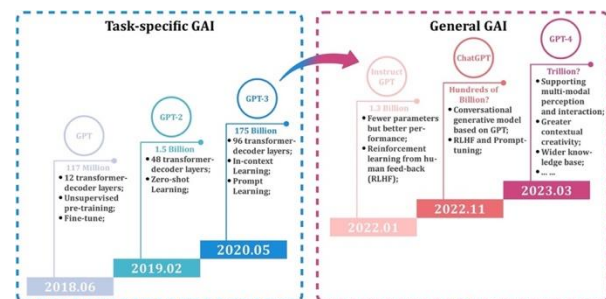 Task-specific GAI
GPT
117 Million
12 transformer-
decoder layers;
Unsupervised
pre-training;
Fine-tune;
2018.06
GPT-2
1.5 Billion
48 transformer-
decoder layers;
Zero-shot
Learning;
2019.02
GPT-3
175 Billion
96 transformer-
decoder layers;
In-context
Learning;
Prompt
Learning;
2020.05
General GAI
Instruct
GPT
1.3 Billion
Fewer parameters
but better per-
formance;
Reinforcement
learning from hu-
man feed-back
(RLHF);
2022.01
ChatGPT
Hundreds of
Billion?
Conversational
generative model
based on GPT;
RLHF and Prompt-
tuning;
2022.11
GPT-4
Trillion?
Supporting
multi-modal
perception and
interaction;
Greater
contextual
creativity;
Wider know-
ledge base;
... ...
2023.03